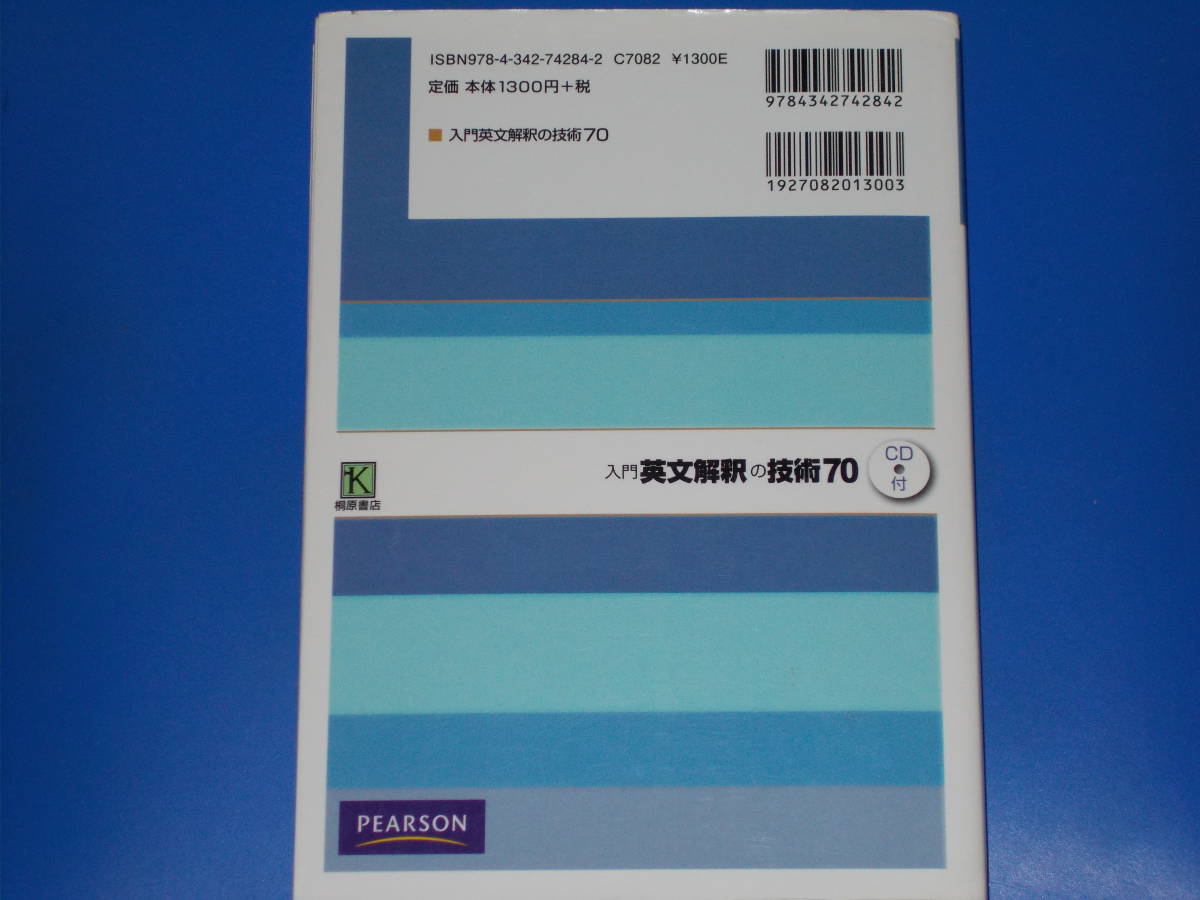 ISBN978-4-342-74284-2 C7082 ¥1300E
定価 本体1300円+税
9784342742842
■ 入門英文解釈の技術70
1927082013003
入門 英文解釈の技術70
CD
付
K
桐原書店
PEARSON